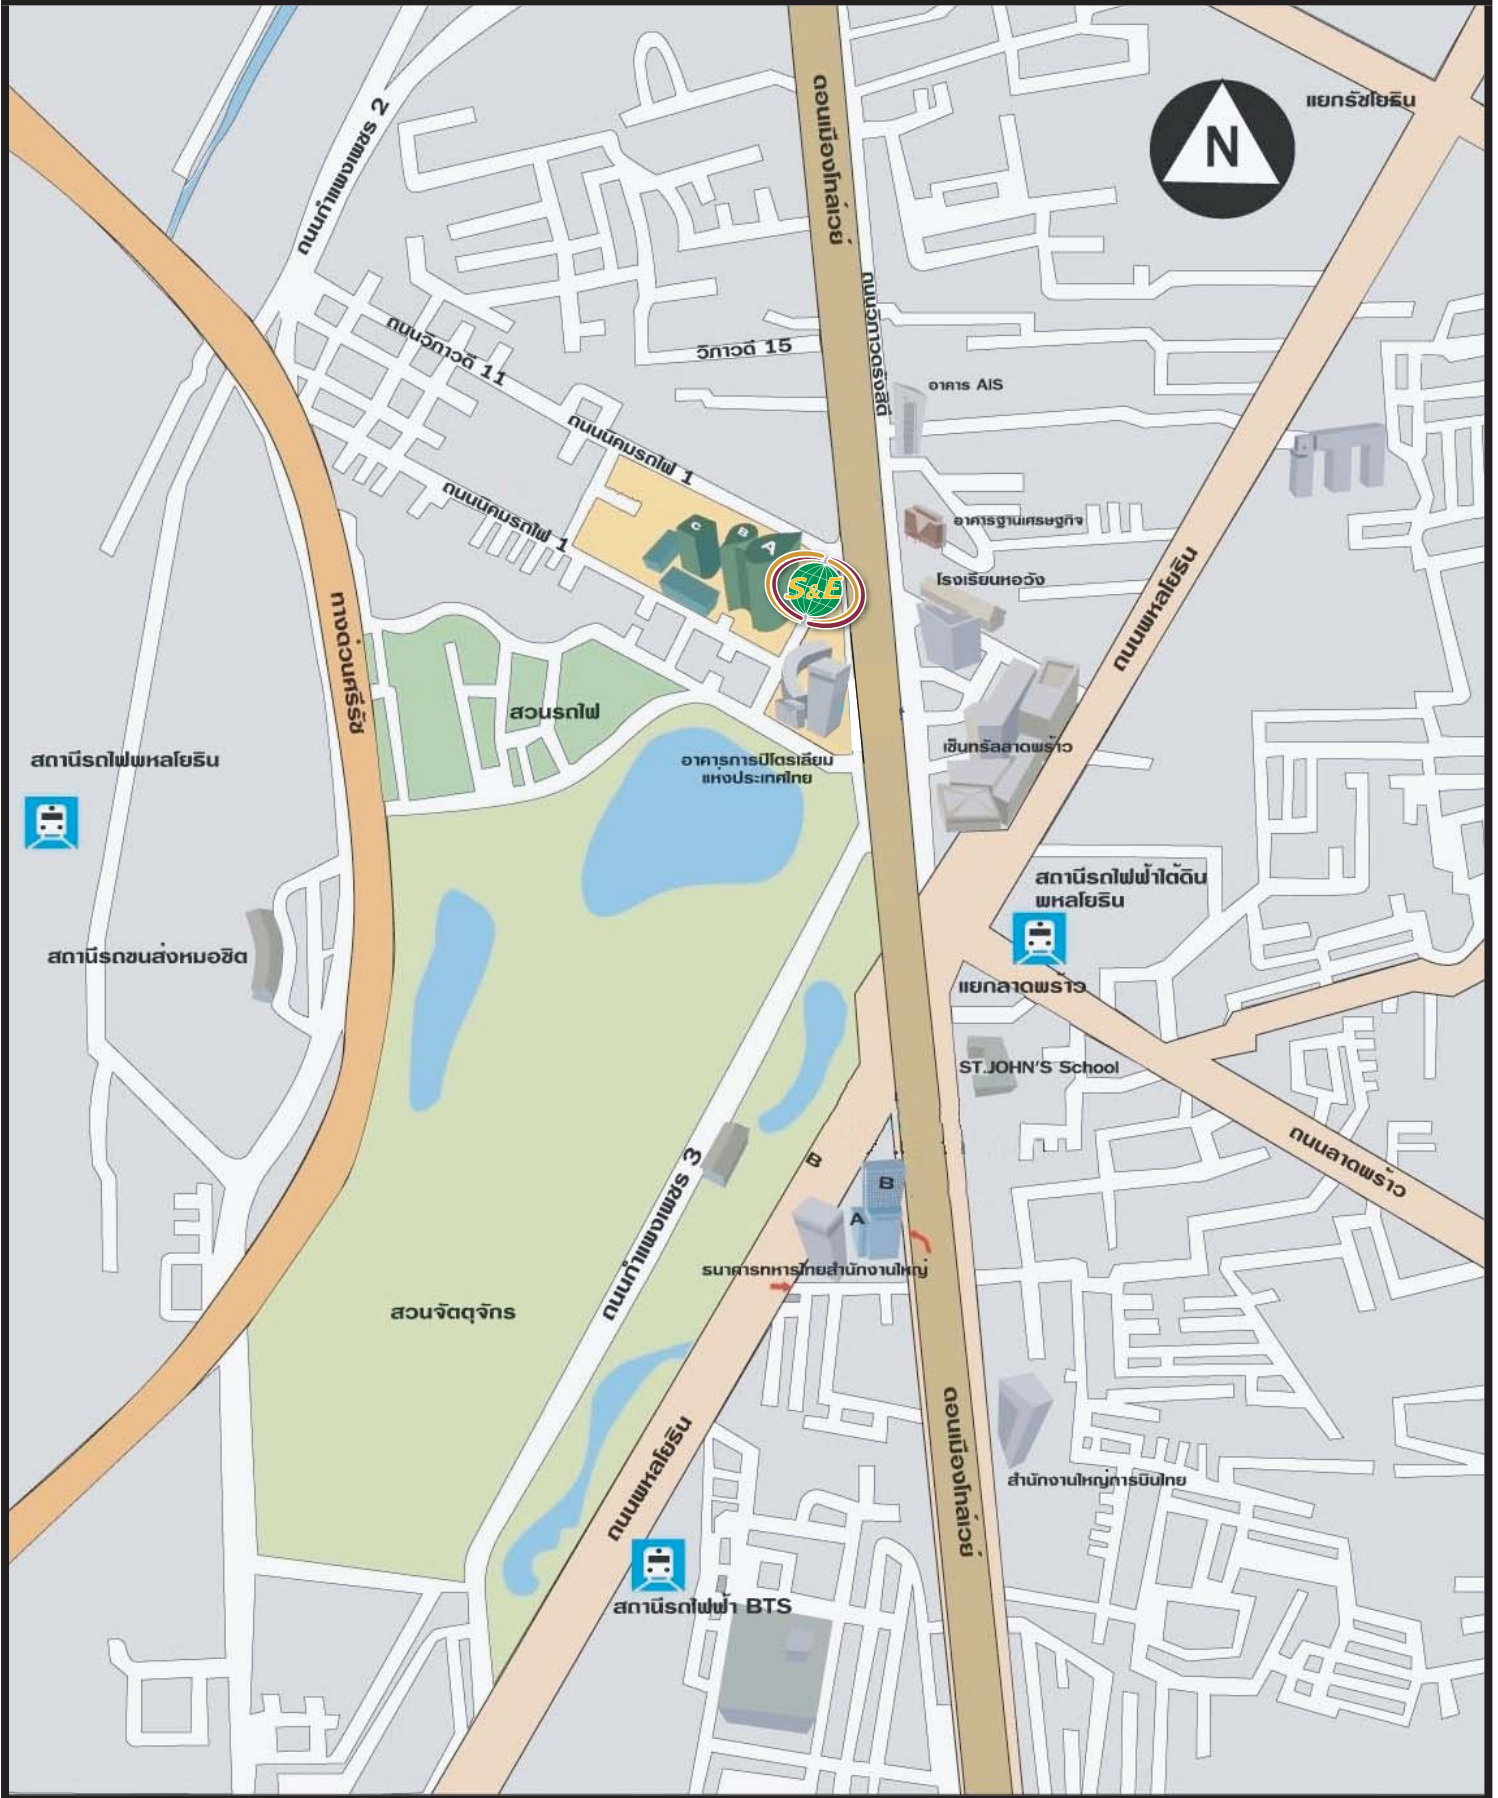 แยกรัชโยธิน
N
ถนนกำแพงเพชร 2
ดอนเมืองโทล์เวย์
ถนนวิภาวดรังสิต
วิภาวดี 15
ถนนวิภาวดี 11
อาคาร AIS
ถนนนิคมรถไฟ 1
ถนนนิคมรถไฟ 1
C
B
A
S&E
อาคารฐานเศรษฐกิจ
โรงเรียนหอวัง
ถนนพหลโยธิน
ทางด่วนศรีรัช
สวนรถไฟ
เซ็นทรัลลาดพร้าว
สถานีรถไฟพหลโยธิน
อาคารการปิโตรเลียม
แห่งประเทศไทย
สถานีรถไฟฟ้าใต้ดิน
พหลโยธิน
สถานีรถขนส่งหมอชิต
แยกลาดพร้าว
ST.JOHN'S School
ถนนลาดพร้าว
ถนนกำแพงเพชร 3
B
B
A
ธนาคารทหารไทยสำนักงานใหญ่
สวนจัตตุจักร
ดอนเมืองโทล์เวย์
ถนนพหลโยธิน
สำนักงานใหญ่การบินไทย
สถานีรถไฟฟ้า BTS